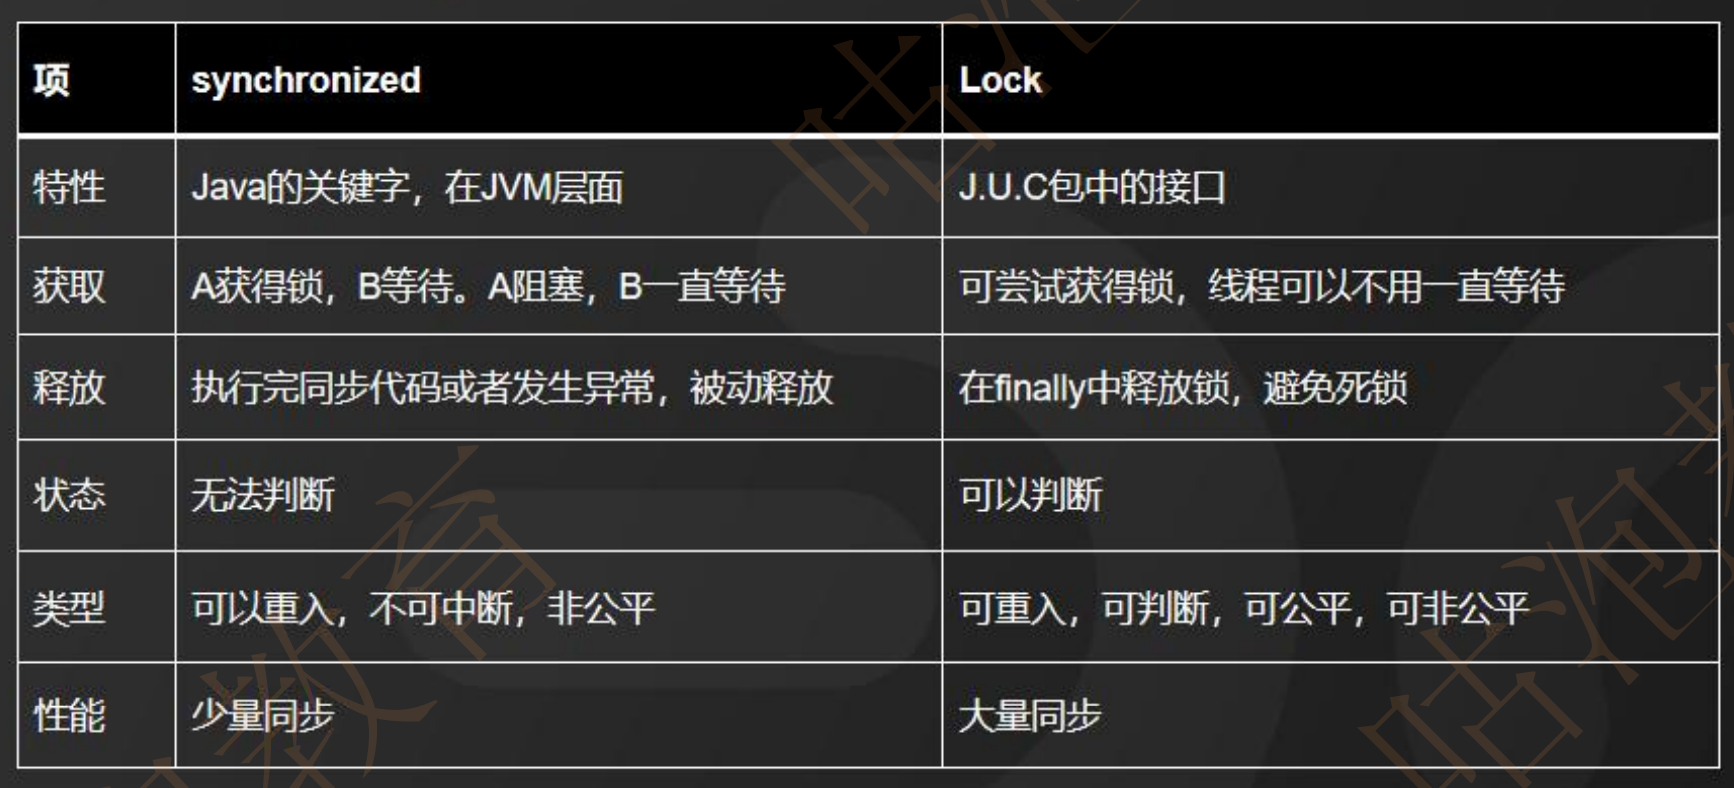 项 synchronized Lock
特性 Java的关键字，在JVM层面 J.U.C包中的接口
获取 A获得锁，B等待。A阻塞，B一直等待 可尝试获得锁，线程可以不用一直等待
释放 执行完同步代码或者发生异常，被动释放 在finally中释放锁，避免死锁
状态 无法判断 可以判断
类型 可以重入，不可中断，非公平 可重入，可判断，可公平，可非公平
性能 少量同步 大量同步
咕泡
教育
咕泡教